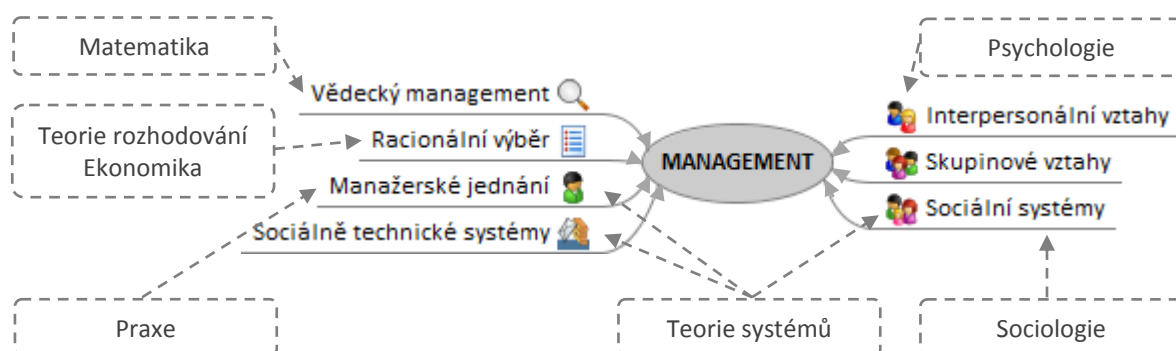 Matematika
Psychologie
Vědecký management
Interpersonální vztahy
Teorie rozhodování
Ekonomika
Racionální výběr
MANAGEMENT
Skupinové vztahy
Manažerské jednání
Sociální systémy
Sociálně technické systémy
Praxe
Teorie systémů
Sociologie